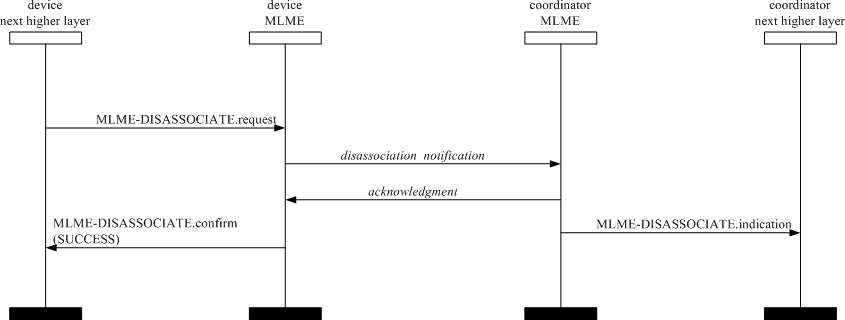 device
next higher layer
device
MLME
coordinator
MLME
coordinator
next higher layer
MLME-DISASSOCIATE.request
disassociation notification
acknowledgment
MLME-DISASSOCIATE.confirm
(SUCCESS)
MLME-DISASSOCIATE.indication